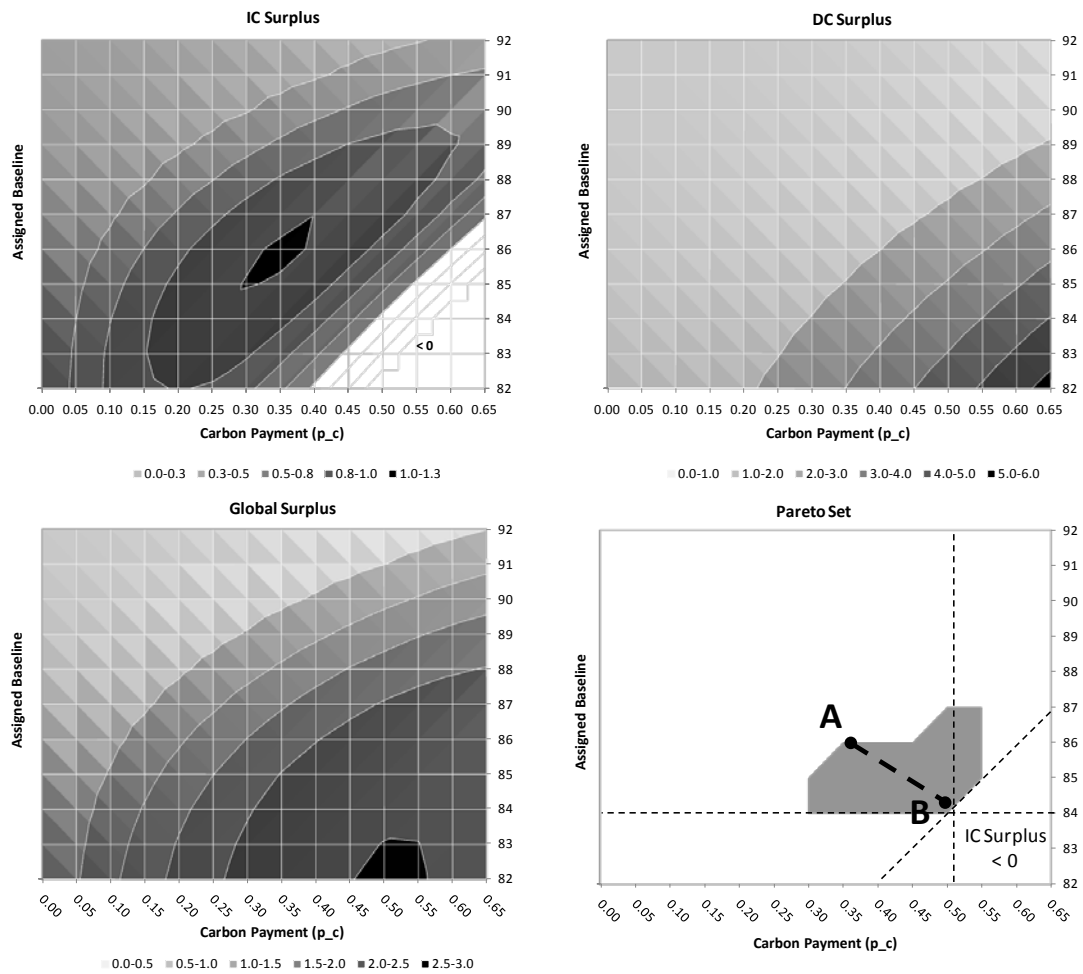 IC Surplus
92
91
90
89
88
87
86
85
84
83
82
Assigned Baseline
< 0
0.00 0.05 0.10 0.15 0.20 0.25 0.30 0.35 0.40 0.45 0.50 0.55 0.60 0.65
Carbon Payment (p_c)
0.0-0.3 0.3-0.5 0.5-0.8 0.8-1.0 1.0-1.3
DC Surplus
92
91
90
89
88
87
86
85
84
83
82
Assigned Baseline
0.00 0.05 0.10 0.15 0.20 0.25 0.30 0.35 0.40 0.45 0.50 0.55 0.60 0.65
Carbon Payment (p_c)
0.0-1.0 1.0-2.0 2.0-3.0 3.0-4.0 4.0-5.0 5.0-6.0
Global Surplus
92
91
90
89
88
87
86
85
84
83
82
Assigned Baseline
0.00 0.05 0.10 0.15 0.20 0.25 0.30 0.35 0.40 0.45 0.50 0.55 0.60 0.65
Carbon Payment (p_c)
0.0-0.5 0.5-1.0 1.0-1.5 1.5-2.0 2.0-2.5 2.5-3.0
Pareto Set
92
91
90
89
88
87
86
85
84
83
82
Assigned Baseline
A
B
IC Surplus
< 0
0.00 0.05 0.10 0.15 0.20 0.25 0.30 0.35 0.40 0.45 0.50 0.55 0.60 0.65
Carbon Payment (p_c)